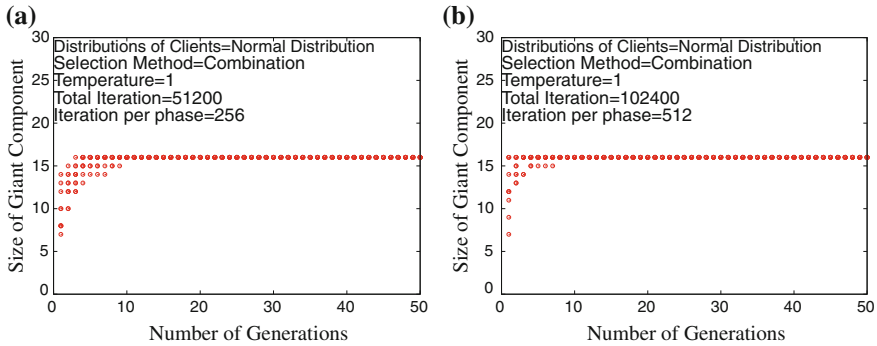 (a)
30
25
20
15
10
5
0
Size of Giant Component
Distributions of Clients=Normal Distribution
Selection Method=Combination
Temperature=1
Total Iteration=51200
Iteration per phase=256
0 10 20 30 40 50
Number of Generations
(b)
30
25
20
15
10
5
0
Size of Giant Component
Distributions of Clients=Normal Distribution
Selection Method=Combination
Temperature=1
Total Iteration=102400
Iteration per phase=512
0 10 20 30 40 50
Number of Generations